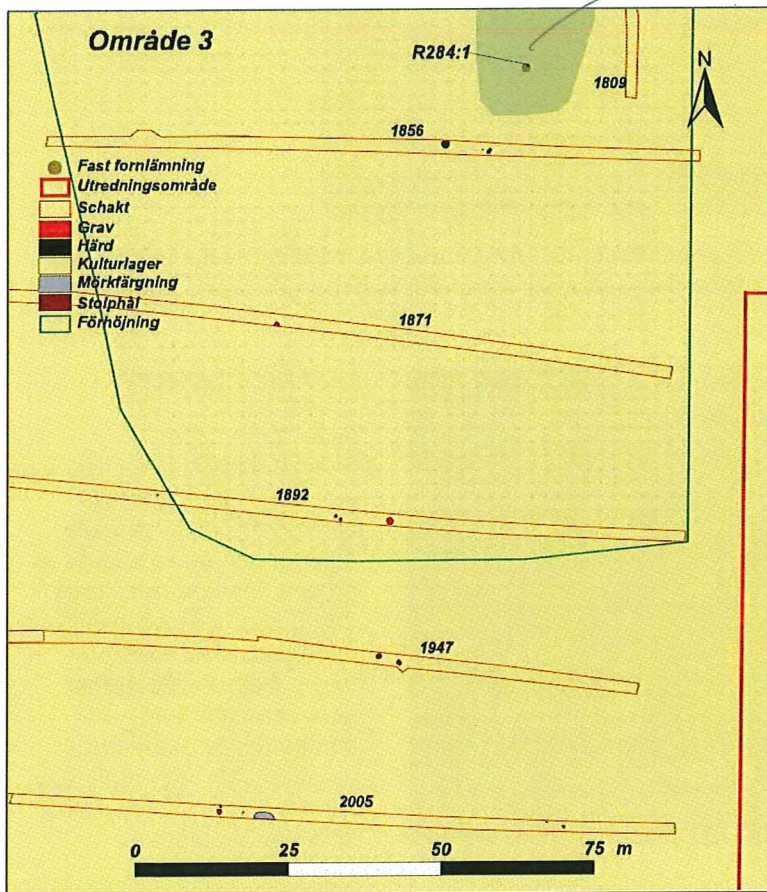 Område 3
R284:1
1809
N
1856
Fast fornlämning
Utredningsområde
Schakt
Grav
Härd
Kulturlager
Mörkfärgning
Stolphål
Förhöjning
1871
1892
1947
2005
0 25 50 75 m